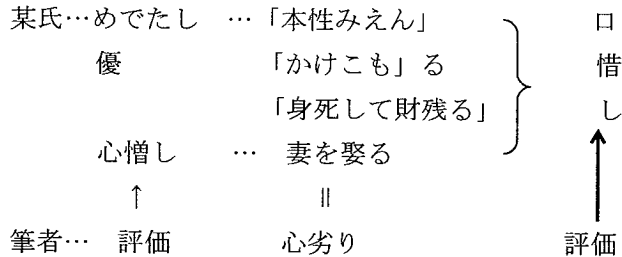 某氏…めでたし …「本性みえん」 口
優 「かけこも」る 惜
「身死して財残る」 し
心憎し … 妻を娶る
↑ ॥ ↑
筆者… 評価 心劣り 評価